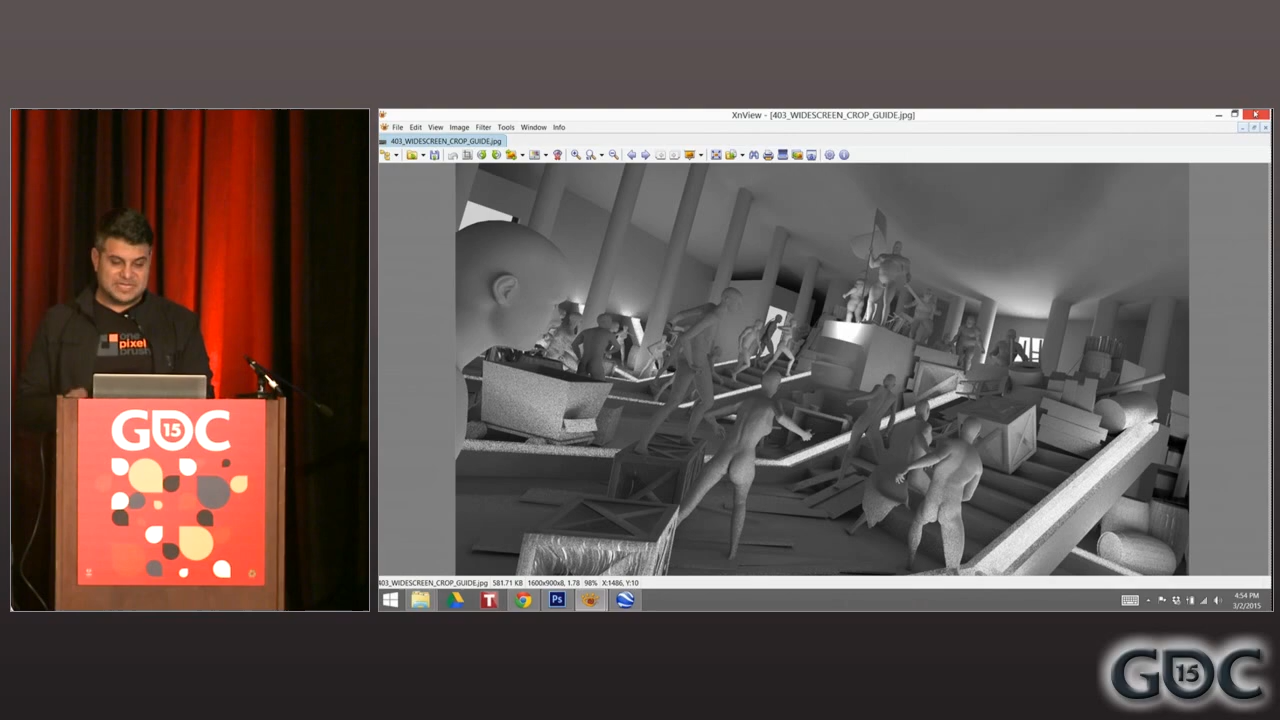 XnView - [403_WIDESCREEN_CROP_GUIDE.jpg]
File Edit View Image Filter Tools Window Info
403_WIDESCREEN_CROP_GUIDE.jpg
one
pixel
brush
GDC
15
403_WIDESCREEN_CROP_GUIDE.jpg 581.71 KB 1600x900x8, 1.78 98% X:1486, Y:10
T
Ps
4:54 PM
3/2/2015
GDC
15